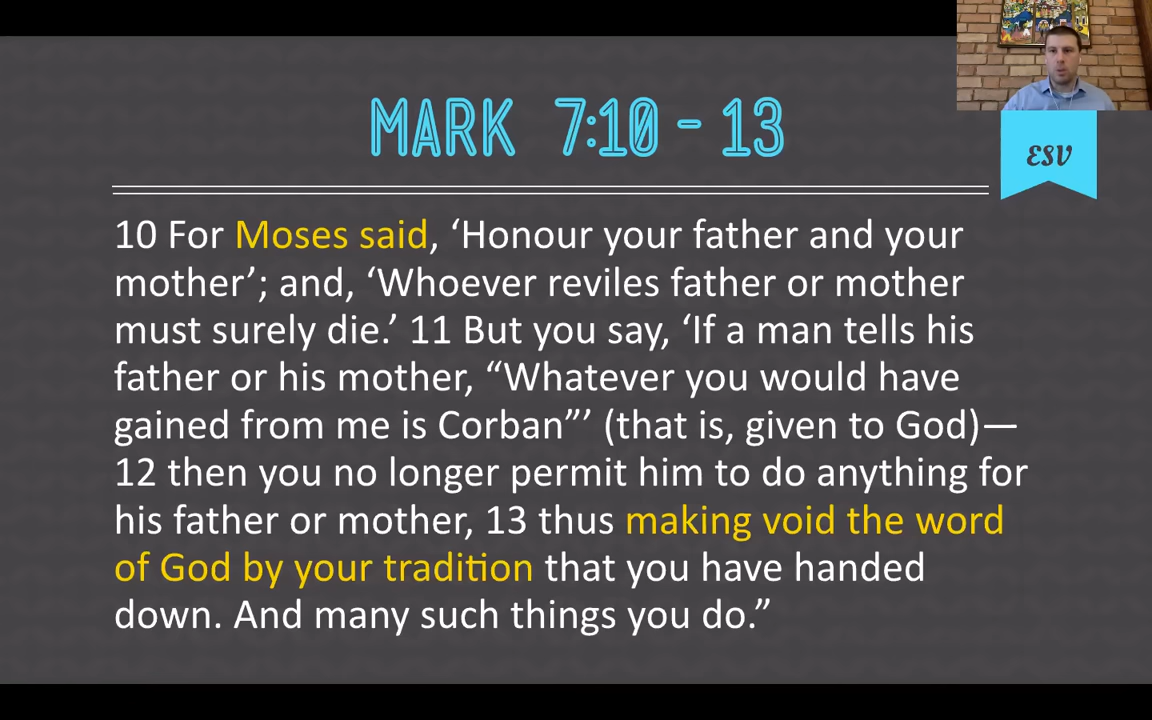 MARK 7:10 - 13
ESV
10 For Moses said, ‘Honour your father and your
mother’; and, ‘Whoever reviles father or mother
must surely die.’ 11 But you say, ‘If a man tells his
father or his mother, “Whatever you would have
gained from me is Corban”’ (that is, given to God)—
12 then you no longer permit him to do anything for
his father or mother, 13 thus making void the word
of God by your tradition that you have handed
down. And many such things you do.”